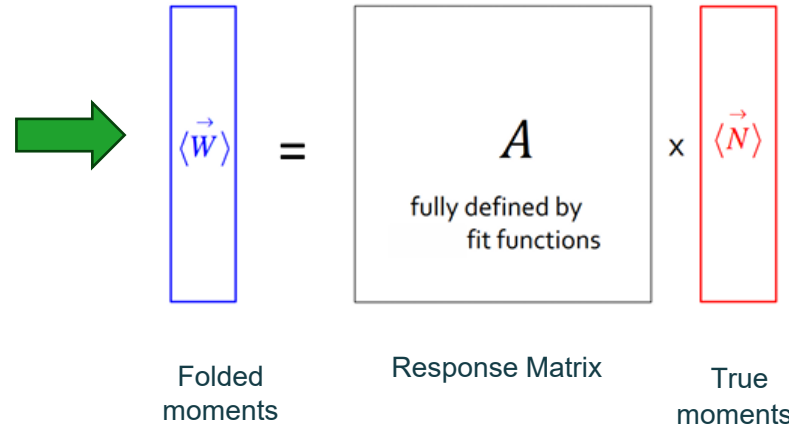 ⟨W⃗⟩ = A x ⟨N⃗⟩
fully defined by
fit functions
Folded
moments
Response Matrix
True
moments